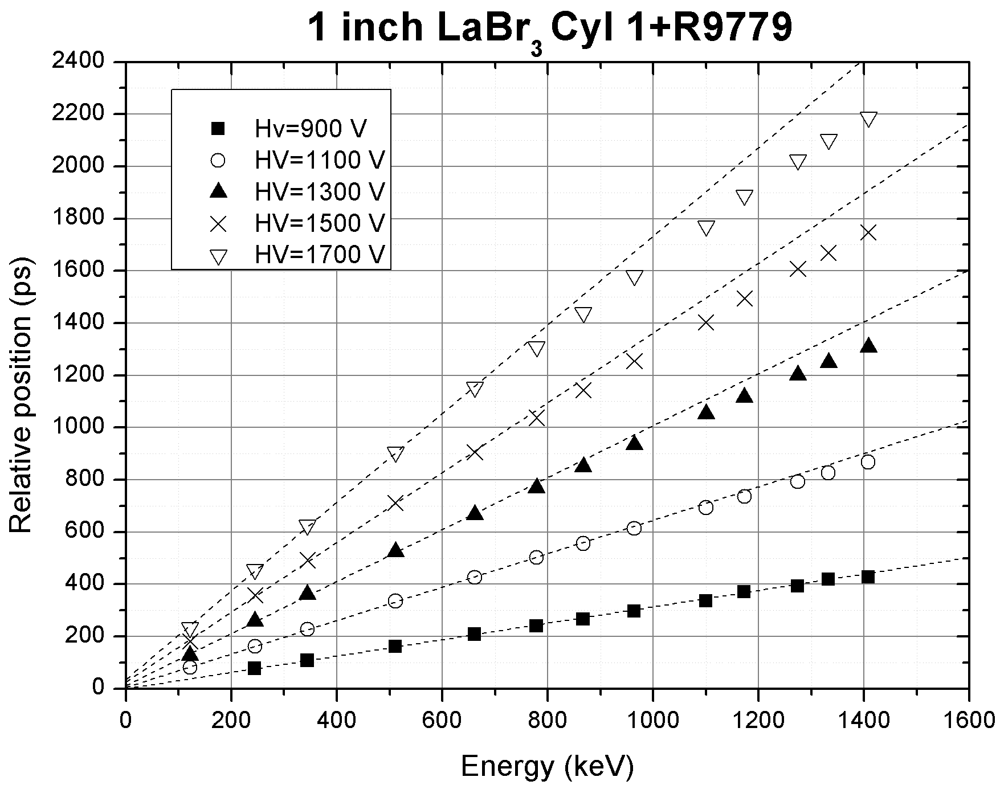 1 inch LaBr3 Cyl 1+R9779
2400
2200
2000
1800
1600
1400
1200
1000
800
600
400
200
0
Relative position (ps)
Hv=900 V
HV=1100 V
HV=1300 V
HV=1500 V
HV=1700 V
0 200 400 600 800 1000 1200 1400 1600
Energy (keV)